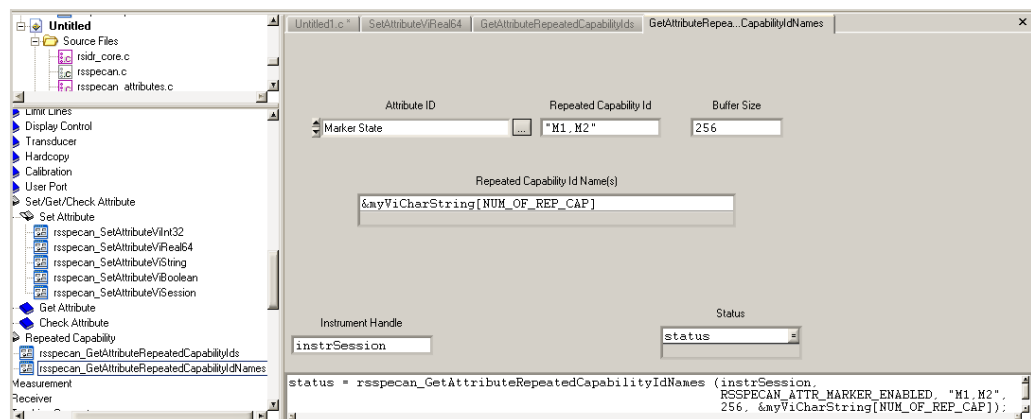 Untitled
Source Files
rsidr_core.c
rsspecan.c
rsspecan_attributes.c
Limit Lines
Display Control
Transducer
Hardcopy
Calibration
User Port
Set/Get/Check Attribute
Set Attribute
rsspecan_SetAttributeViInt32
rsspecan_SetAttributeViReal64
rsspecan_SetAttributeViString
rsspecan_SetAttributeViBoolean
rsspecan_SetAttributeViSession
Get Attribute
Check Attribute
Repeated Capability
rsspecan_GetAttributeRepeatedCapabilityIds
rsspecan_GetAttributeRepeatedCapabilityIdNames
Measurement
Receiver
Untitled1.c * SetAttributeViReal64 GetAttributeRepeatedCapabilityIds GetAttributeRepea...CapabilityIdNames
Attribute ID Repeated Capability Id Buffer Size
Marker State ... "M1,M2" 256
Repeated Capability Id Name(s)
&myViCharString[NUM_OF_REP_CAP]
Instrument Handle Status
instrSession status
status = rsspecan_GetAttributeRepeatedCapabilityIdNames (instrSession,
RSSPECAN_ATTR_MARKER_ENABLED, "M1,M2",
256, &myViCharString[NUM_OF_REP_CAP]);